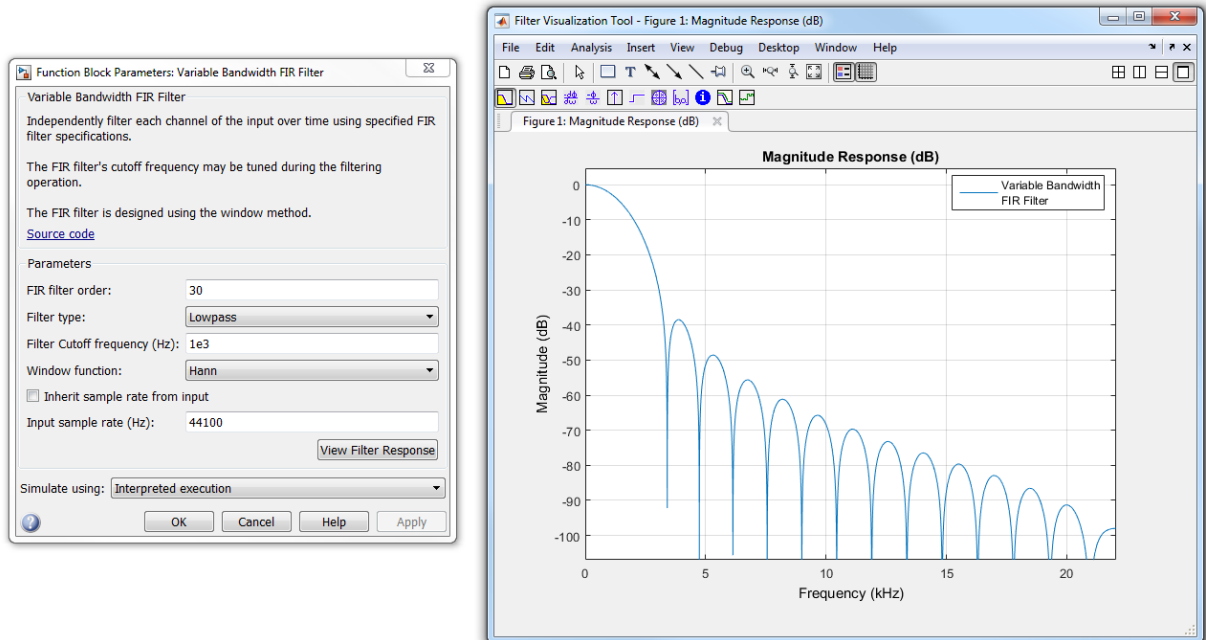 Function Block Parameters: Variable Bandwidth FIR Filter
Variable Bandwidth FIR Filter
Independently filter each channel of the input over time using specified FIR
filter specifications.
The FIR filter's cutoff frequency may be tuned during the filtering
operation.
The FIR filter is designed using the window method.
Source code
Parameters
FIR filter order: 30
Filter type: Lowpass
Filter Cutoff frequency (Hz): 1e3
Window function: Hann
Inherit sample rate from input
Input sample rate (Hz): 44100
View Filter Response
Simulate using: Interpreted execution
OK Cancel Help Apply
Filter Visualization Tool - Figure 1: Magnitude Response (dB)
File Edit Analysis Insert View Debug Desktop Window Help
Figure 1: Magnitude Response (dB)
Magnitude Response (dB)
Variable Bandwidth
FIR Filter
Magnitude (dB)
0
-10
-20
-30
-40
-50
-60
-70
-80
-90
-100
0 5 10 15 20
Frequency (kHz)